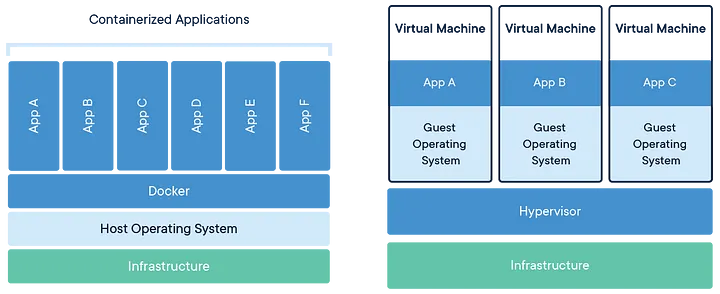 Containerized Applications
App A
App B
App C
App D
App E
App F
Docker
Host Operating System
Infrastructure
Virtual Machine
App A
Guest
Operating
System
Virtual Machine
App B
Guest
Operating
System
Virtual Machine
App C
Guest
Operating
System
Hypervisor
Infrastructure